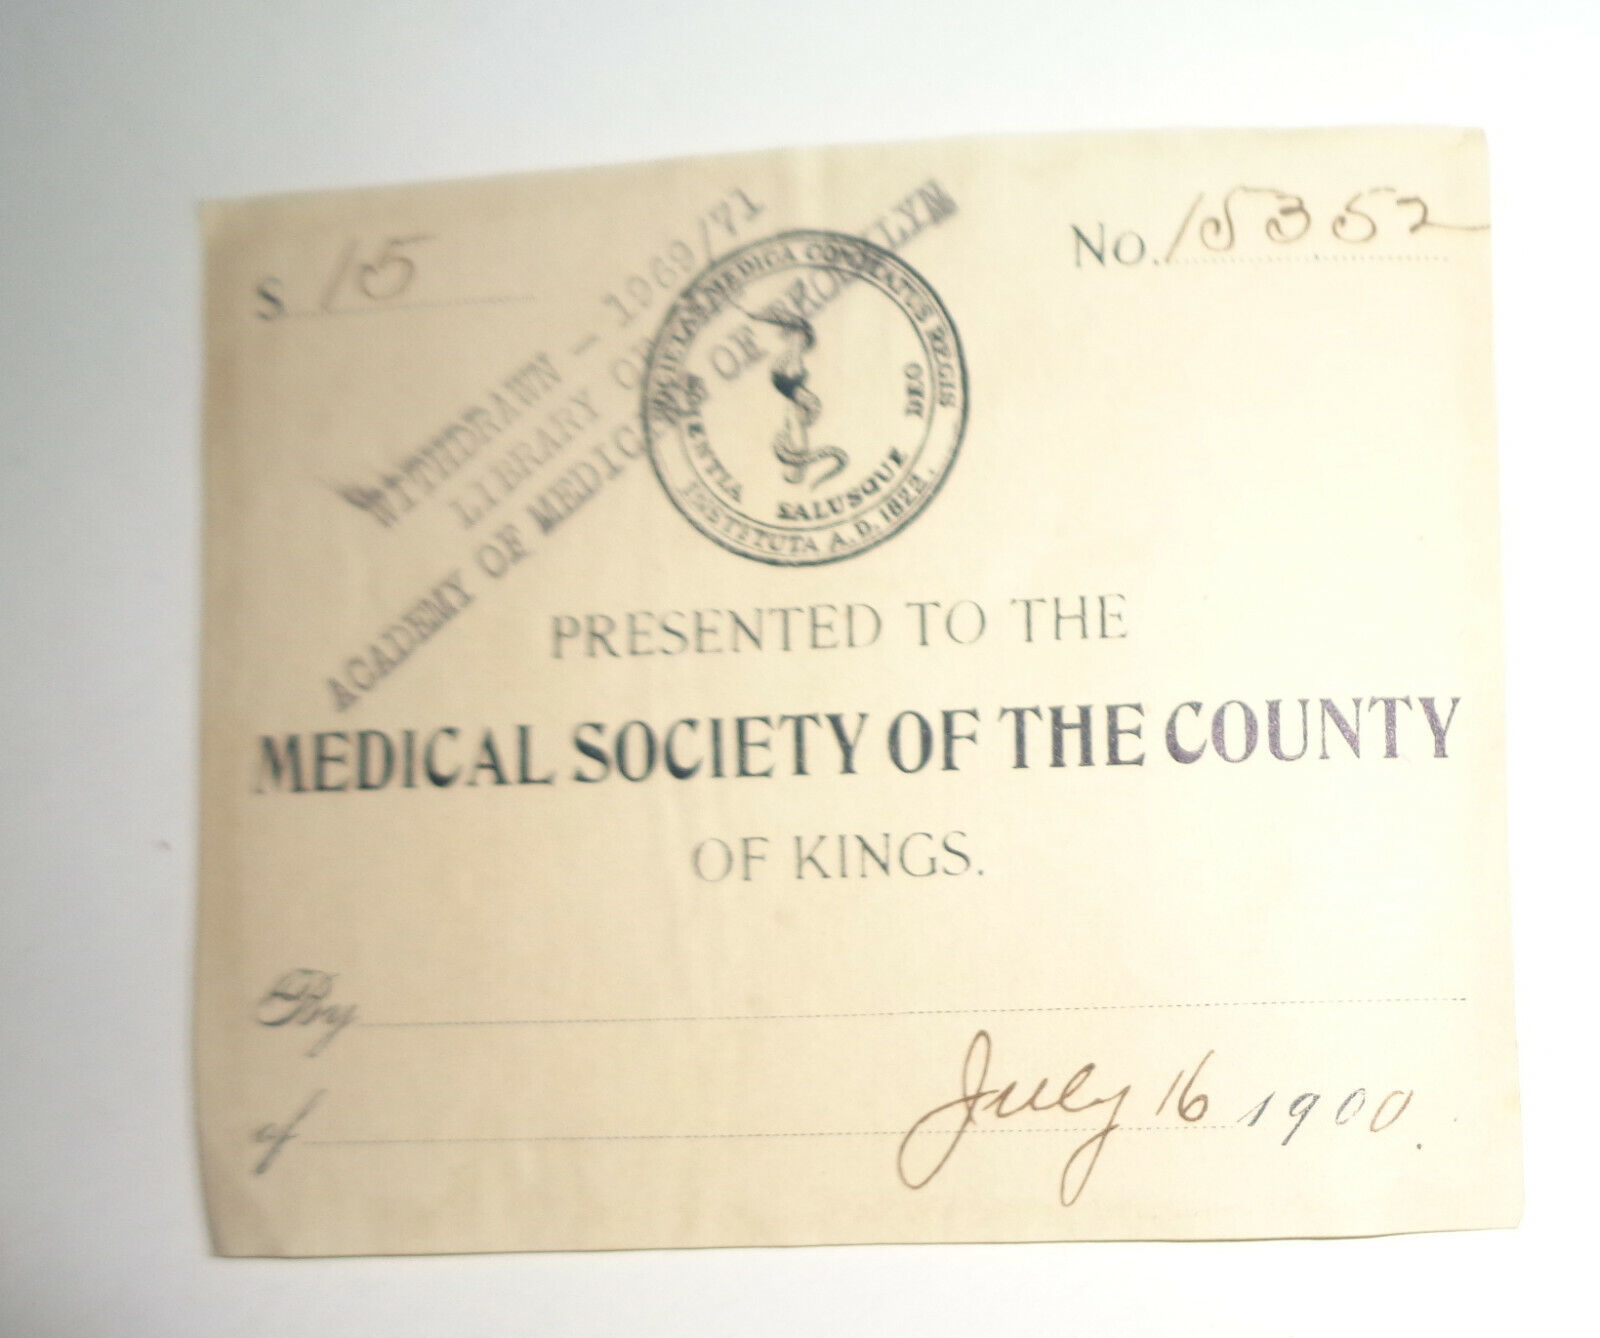 S. 15
No. 15352
WITHDRAWN - 1969/71
LIBRARY OF
ACADEMY OF MEDICINE OF BROOKLYN
SOCIETAS MEDICA COMITATUS REGIS
INSTITUTA A.D. 1822.
SCIENTIA SALUSQUE DEO
PRESENTED TO THE
MEDICAL SOCIETY OF THE COUNTY
OF KINGS.
By
of July 16 1900.